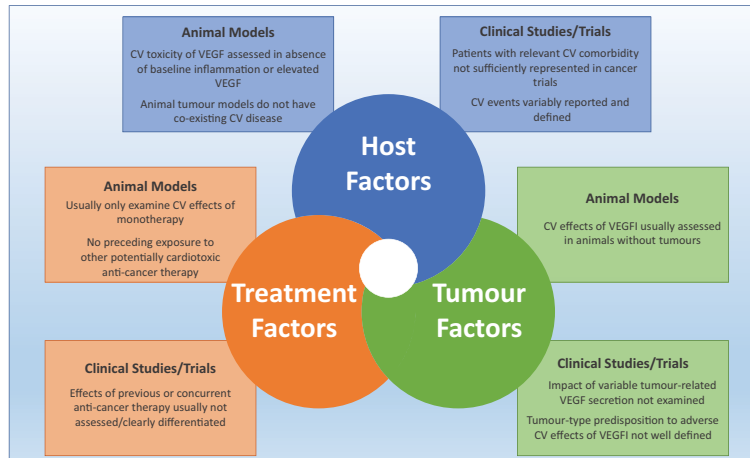 Animal Models
CV toxicity of VEGF assessed in absence
of baseline inflammation or elevated
VEGF
Animal tumour models do not have
co-existing CV disease
Clinical Studies/Trials
Patients with relevant CV comorbidity
not sufficiently represented in cancer
trials
CV events variably reported and
defined
Host
Factors
Animal Models
Usually only examine CV effects of
monotherapy
No preceding exposure to
other potentially cardiotoxic
anti-cancer therapy
Animal Models
CV effects of VEGFI usually assessed
in animals without tumours
Treatment
Factors
Tumour
Factors
Clinical Studies/Trials
Effects of previous or concurrent
anti-cancer therapy usually not
assessed/clearly differentiated
Clinical Studies/Trials
Impact of variable tumour-related
VEGF secretion not examined
Tumour-type predisposition to adverse
CV effects of VEGFI not well defined